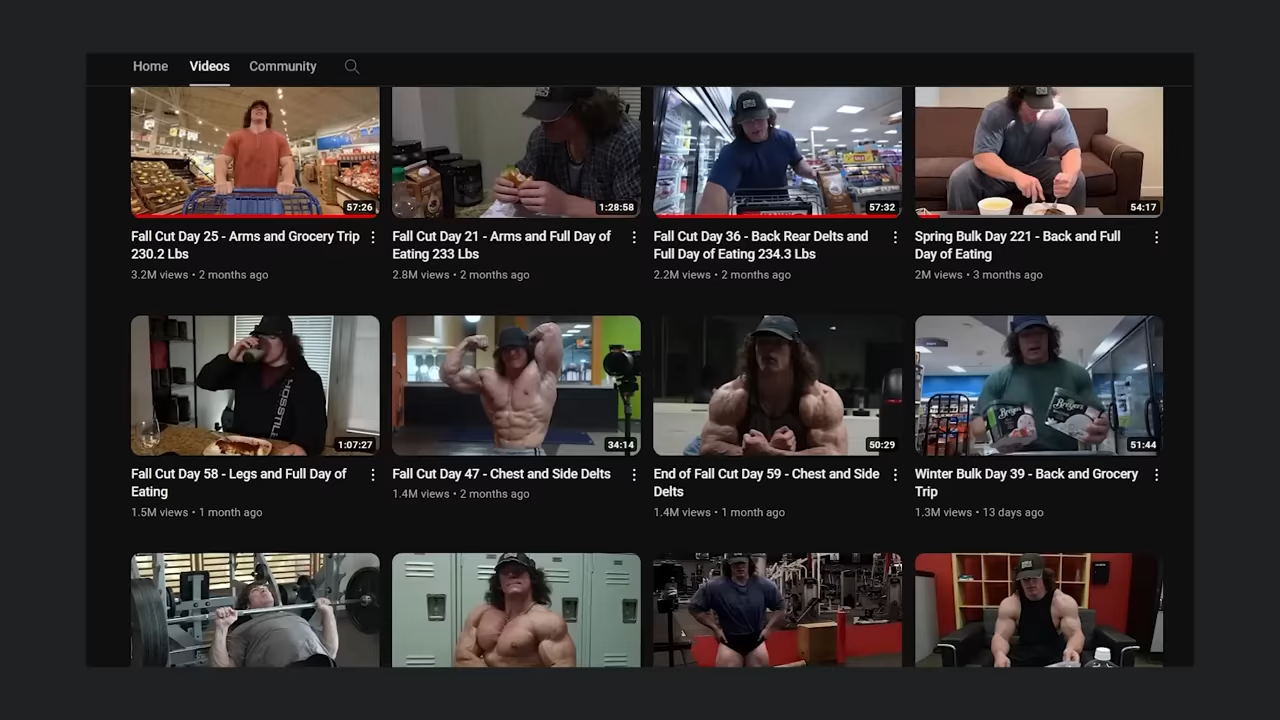 Home Videos Community
57:26 1:28:58 57:32 54:17
Fall Cut Day 25 - Arms and Grocery Trip
230.2 Lbs
3.2M views • 2 months ago
Fall Cut Day 21 - Arms and Full Day of
Eating 233 Lbs
2.8M views • 2 months ago
Fall Cut Day 36 - Back Rear Delts and
Full Day of Eating 234.3 Lbs
2.2M views • 2 months ago
Spring Bulk Day 221 - Back and Full
Day of Eating
2M views • 3 months ago
Breyers
Breyers
1:07:27 34:14 50:29 51:44
Fall Cut Day 58 - Legs and Full Day of
Eating
1.5M views • 1 month ago
Fall Cut Day 47 - Chest and Side Delts
1.4M views • 2 months ago
End of Fall Cut Day 59 - Chest and Side
Delts
1.4M views • 1 month ago
Winter Bulk Day 39 - Back and Grocery
Trip
1.3M views • 13 days ago